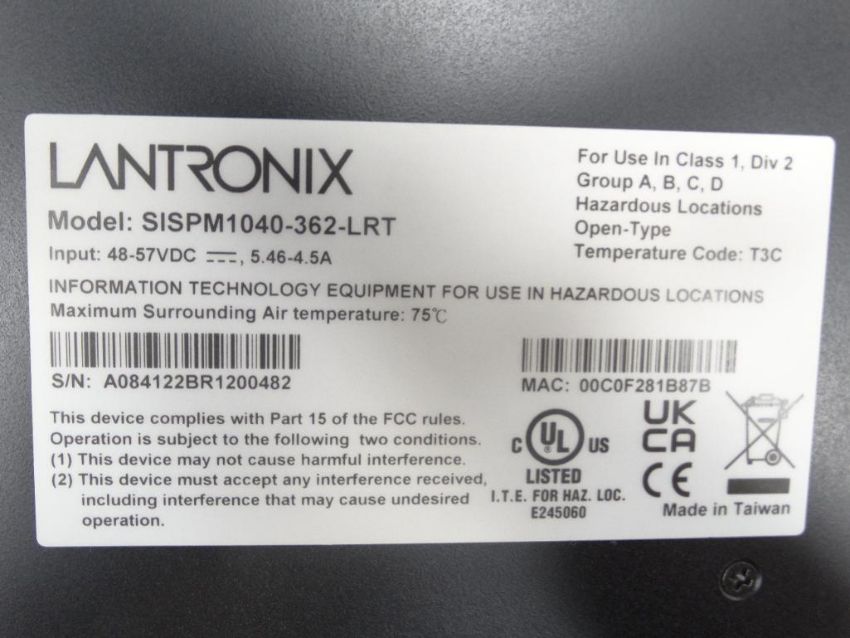 LANTRONIX
Model: SISPM1040-362-LRT
Input: 48-57VDC ⎓, 5.46-4.5A
For Use In Class 1, Div 2
Group A, B, C, D
Hazardous Locations
Open-Type
Temperature Code: T3C
INFORMATION TECHNOLOGY EQUIPMENT FOR USE IN HAZARDOUS LOCATIONS
Maximum Surrounding Air temperature: 75℃
S/N: A084122BR1200482
MAC: 00C0F281B87B
This device complies with Part 15 of the FCC rules.
Operation is subject to the following two conditions.
(1) This device may not cause harmful interference.
(2) This device must accept any interference received,
including interference that may cause undesired
operation.
C UL US
LISTED
I.T.E. FOR HAZ. LOC.
E245060
UK
CA
CE
Made in Taiwan